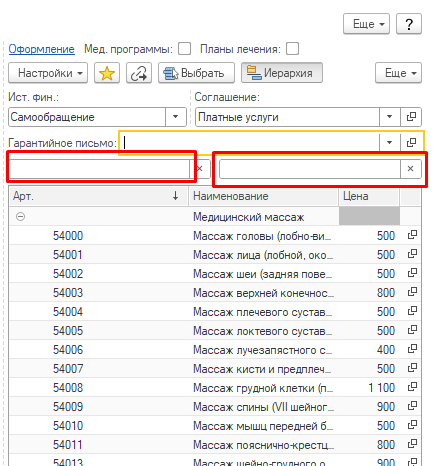 Еще ?
Оформление Мед. программы: Планы лечения:
Настройки Выбрать Иерархия Еще
Ист. фин.: Соглашение:
Самообращение Платные услуги
Гарантийное письмо:
× ×
Арт. ↓ Наименование Цена
Медицинский массаж
54000 Массаж головы (лобно-ви... 500
54001 Массаж лица (лобной, око... 500
54002 Массаж шеи (задняя пове... 500
54003 Массаж верхней конечнос... 800
54004 Массаж плечевого сустав... 500
54005 Массаж локтевого сустав... 500
54006 Массаж лучезапястного с... 400
54007 Массаж кисти и предплеч... 500
54008 Массаж грудной клетки (п... 1 100
54009 Массаж спины (VII шейног... 900
54010 Массаж мышц передней б... 500
54011 Массаж пояснично-крестц... 800
54013 Массаж шейно-грудного о... 900